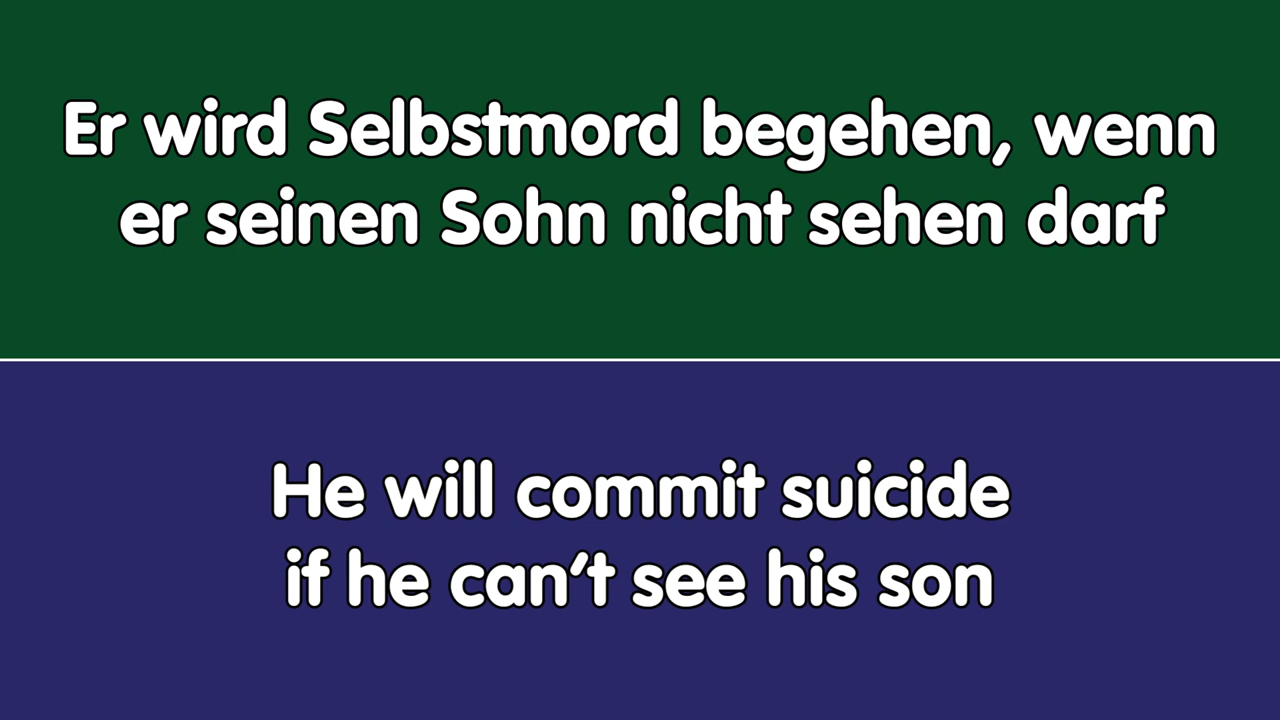 Er wird Selbstmord begehen, wenn
er seinen Sohn nicht sehen darf
He will commit suicide
if he can't see his son